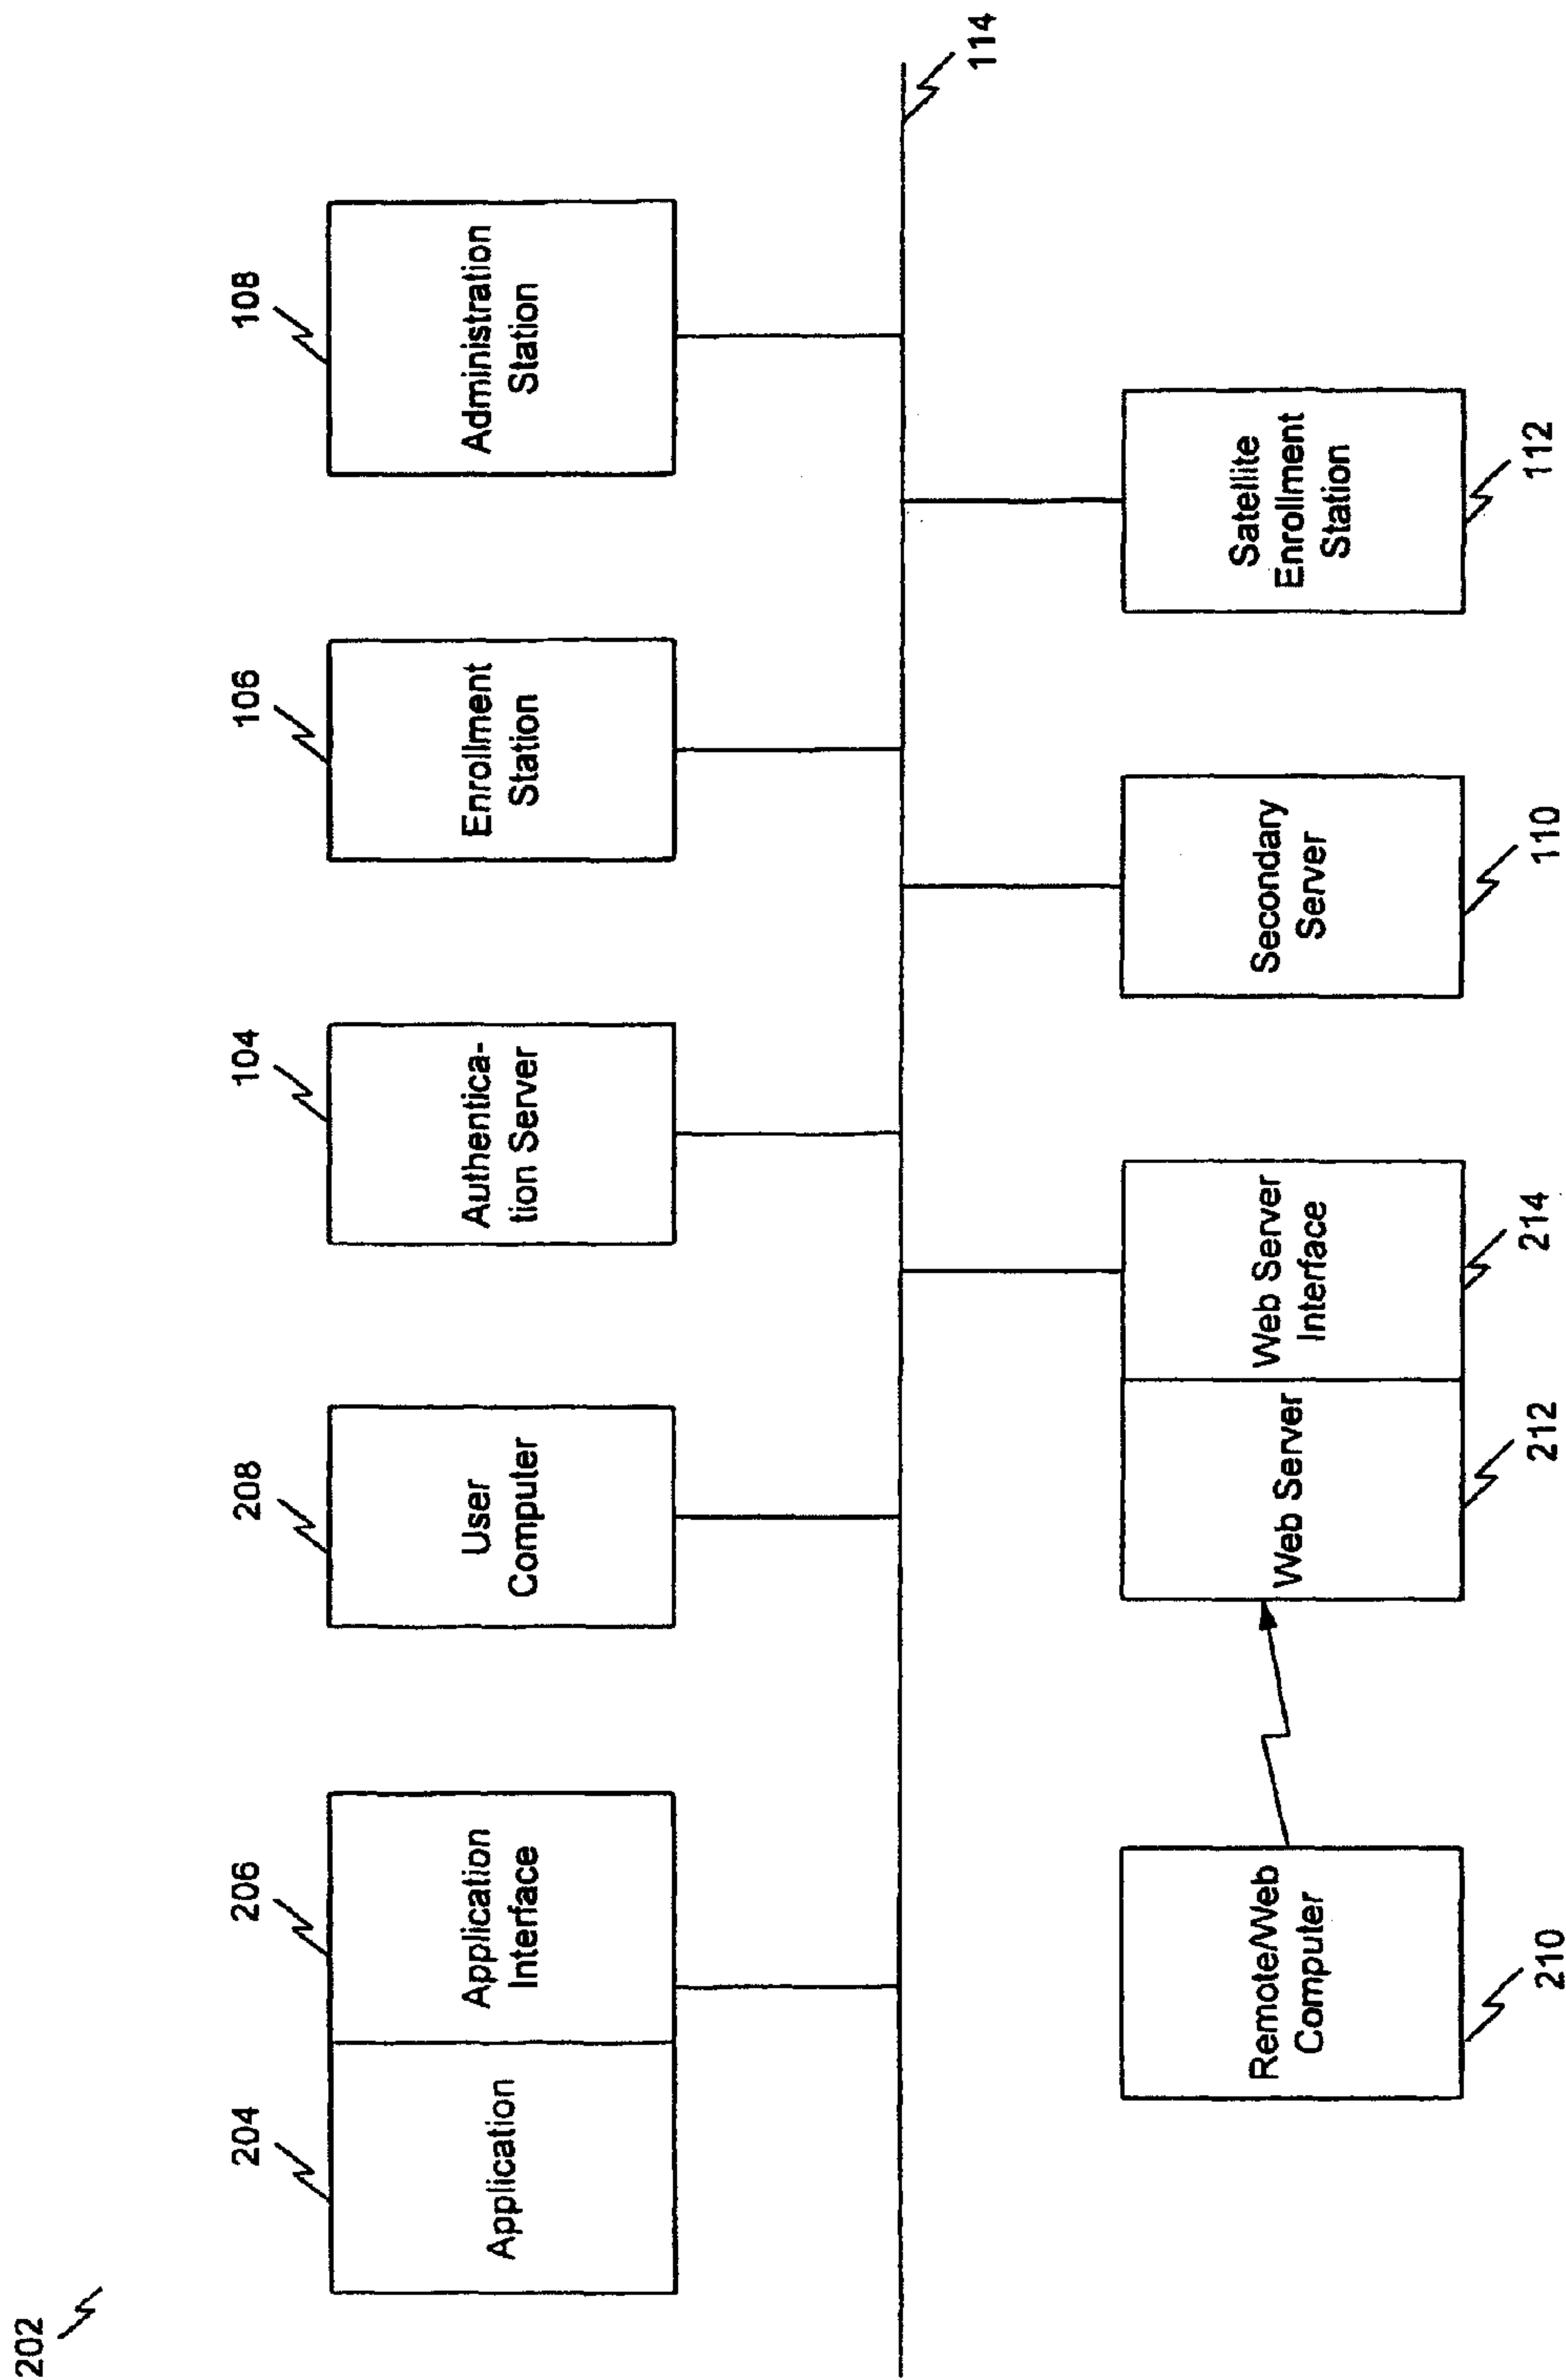 202
204
206
208
104
106
108
Application
Application
Interface
User
Computer
Authentica-
tion Server
Enrollment
Station
Administration
Station
114
Remote/Web
Computer
Web Server
Web Server
Interface
Secondary
Server
Satellite
Enrollment
Station
210
212
214
110
112